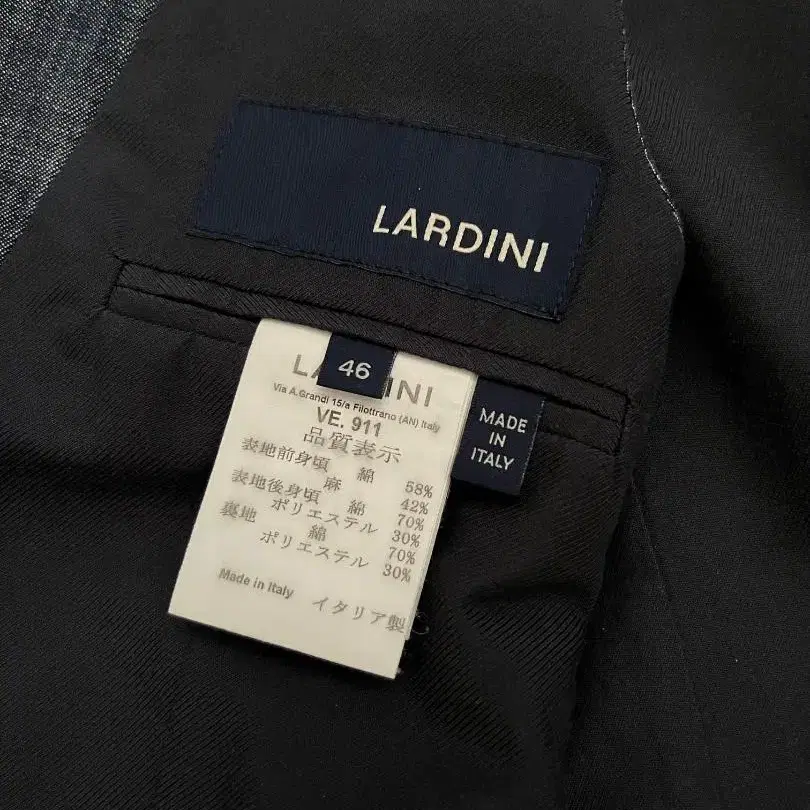 LARDINI
46
LA INI
Via A.Grandi 15/a Filottrano (AN) Italy
VE. 911
品質表示
表地前身頃 綿 58%
麻 42%
表地後身頃 綿 70%
ポリエステル 30%
裏地 綿 70%
ポリエステル 30%
Made in Italy イタリア製
MADE
IN
ITALY